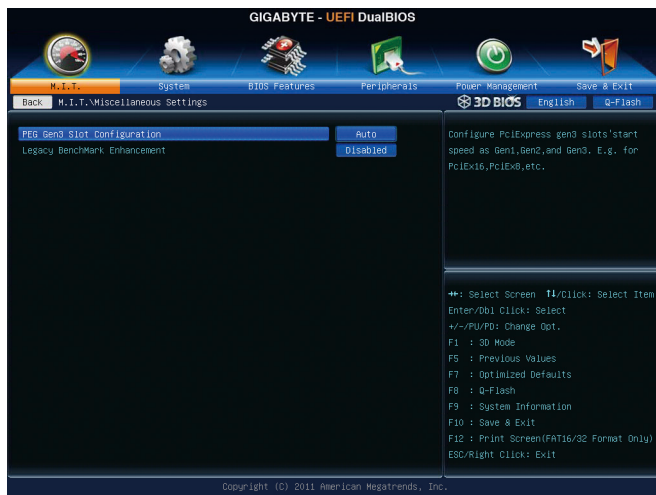 GIGABYTE - UEFI DualBIOS
M.I.T.
System
BIOS Features
Peripherals
Power Management
Save & Exit
Back
M.I.T.\Miscellaneous Settings
3D BIOS
English
Q-Flash
PEG Gen3 Slot Configuration
Auto
Legacy BenchMark Enhancement
Disabled
Configure PciExpress gen3 slots'start
speed as Gen1,Gen2,and Gen3. E.g. for
PciEx16,PciEx8,etc.
→←: Select Screen ↑↓/Click: Select Item
Enter/Dbl Click: Select
+/-/PU/PD: Change Opt.
F1 : 3D Mode
F5 : Previous Values
F7 : Optimized Defaults
F8 : Q-Flash
F9 : System Information
F10 : Save & Exit
F12 : Print Screen(FAT16/32 Format Only)
ESC/Right Click: Exit
Copyright (C) 2011 American Megatrends, Inc.